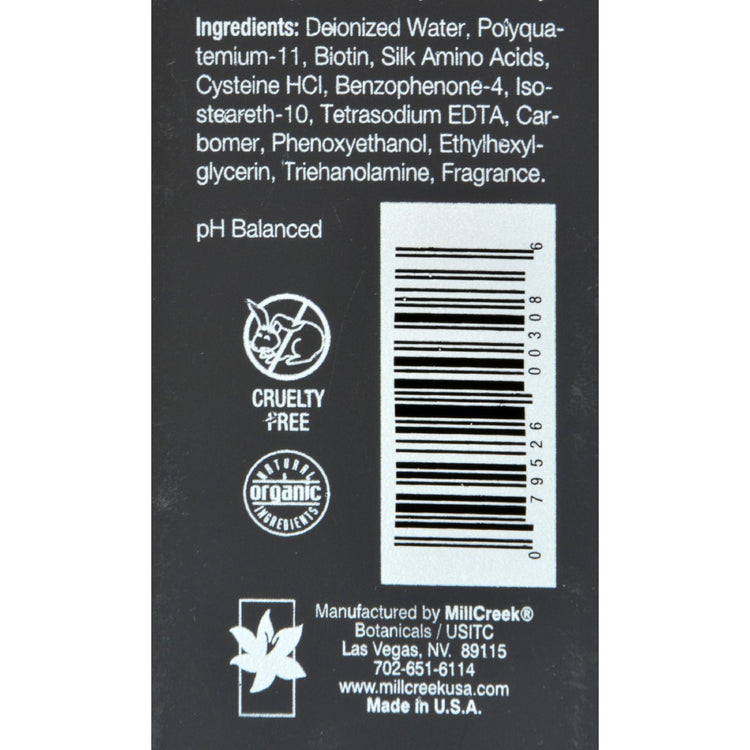 Ingredients: Deionized Water, Polyqua-
temium-11, Biotin, Silk Amino Acids,
Cysteine HCl, Benzophenone-4, Iso-
steareth-10, Tetrasodium EDTA, Car-
bomer, Phenoxyethanol, Ethylhexyl-
glycerin, Triehanolamine, Fragrance.
pH Balanced
CRUELTY
FREE
NATURAL
&
organic
INGREDIENTS
0 79526 00308 6
Manufactured by MillCreek®
Botanicals / USITC
Las Vegas, NV. 89115
702-651-6114
www.millcreekusa.com
Made in U.S.A.